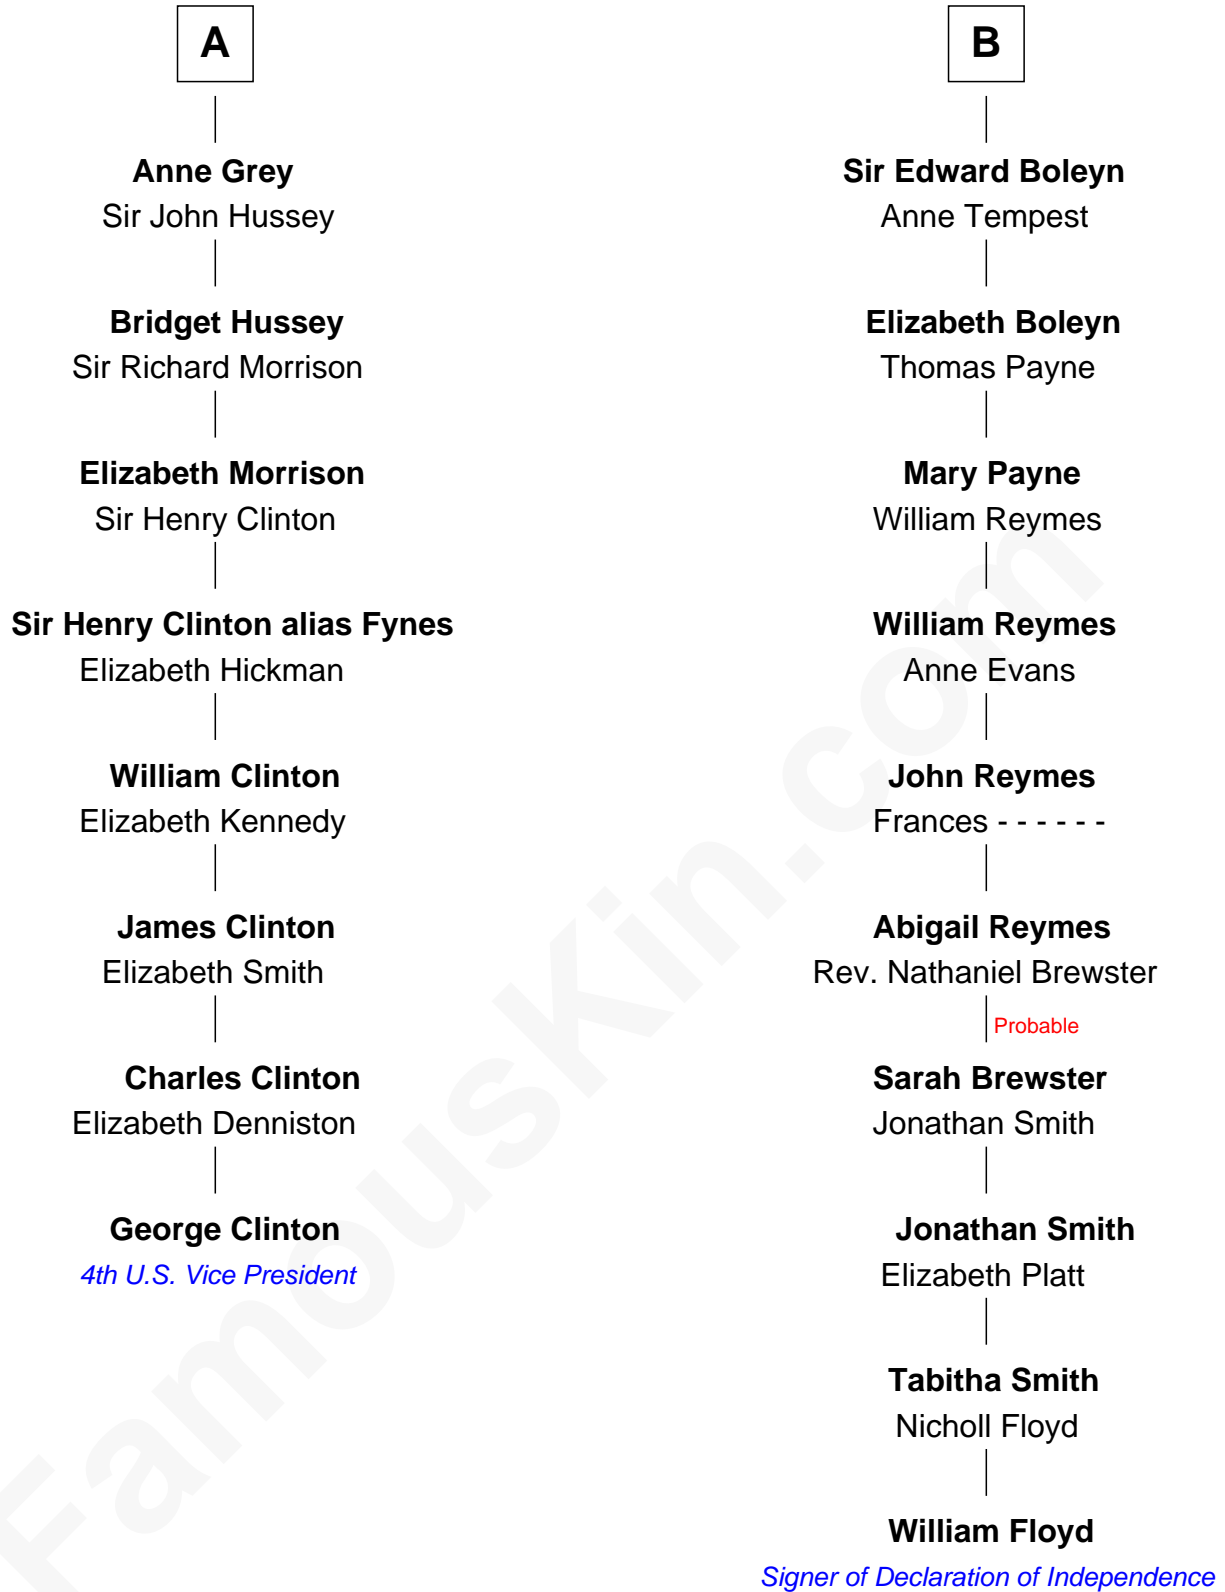 A
Anne Grey
Sir John Hussey
Bridget Hussey
Sir Richard Morrison
Elizabeth Morrison
Sir Henry Clinton
Sir Henry Clinton alias Fynes
Elizabeth Hickman
William Clinton
Elizabeth Kennedy
James Clinton
Elizabeth Smith
Charles Clinton
Elizabeth Denniston
George Clinton
4th U.S. Vice President
B
Sir Edward Boleyn
Anne Tempest
Elizabeth Boleyn
Thomas Payne
Mary Payne
William Reymes
William Reymes
Anne Evans
John Reymes
Frances - - - - - -
Abigail Reymes
Rev. Nathaniel Brewster
Probable
Sarah Brewster
Jonathan Smith
Jonathan Smith
Elizabeth Platt
Tabitha Smith
Nicholl Floyd
William Floyd
Signer of Declaration of Independence
FamousKin.com